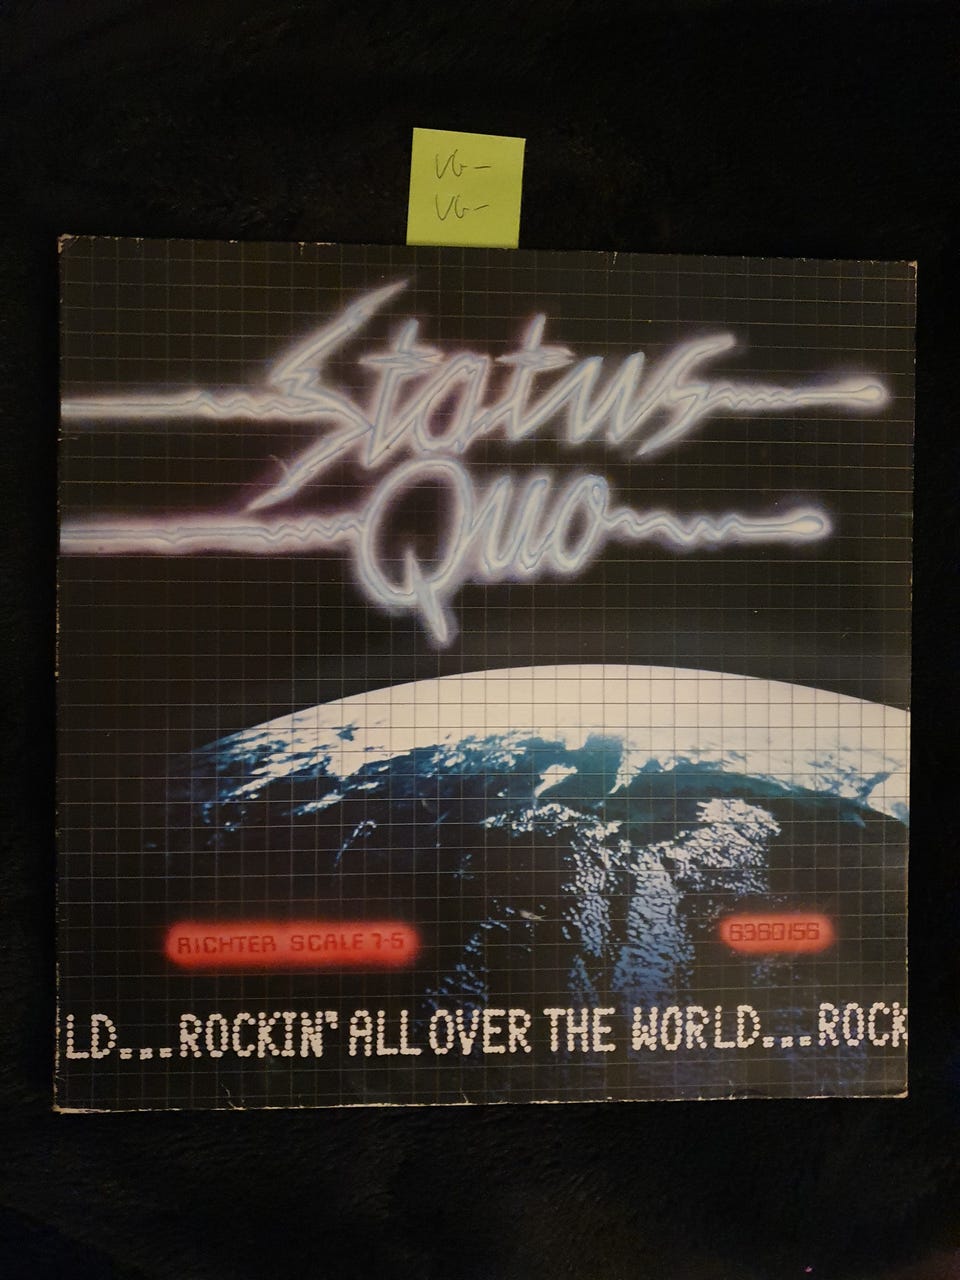 VG-
VG-
Status
Quo
RICHTER SCALE 7-5
6360156
LD...ROCKIN' ALL OVER THE WORLD...ROCK